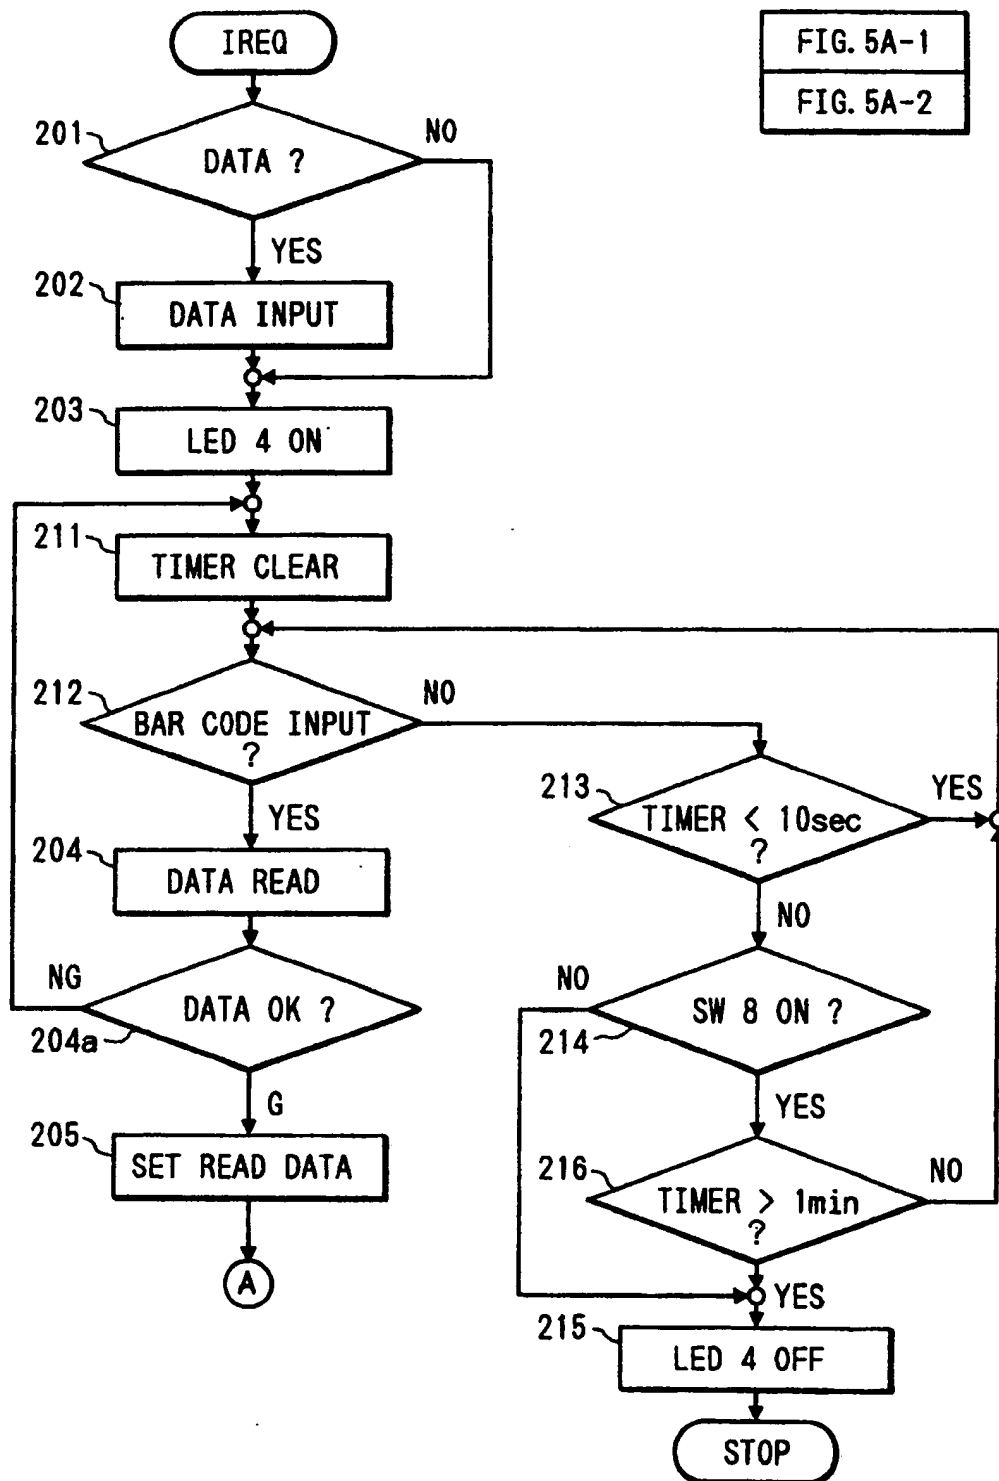 IREQ
FIG. 5A-1
FIG. 5A-2
201
DATA ?
NO
YES
202
DATA INPUT
203
LED 4 ON
211
TIMER CLEAR
212
BAR CODE INPUT
?
NO
YES
213
TIMER < 10sec
?
YES
NO
204
DATA READ
NG
DATA OK ?
204a
G
NO
SW 8 ON ?
214
YES
205
SET READ DATA
216
TIMER > 1min
?
NO
YES
A
215
LED 4 OFF
STOP